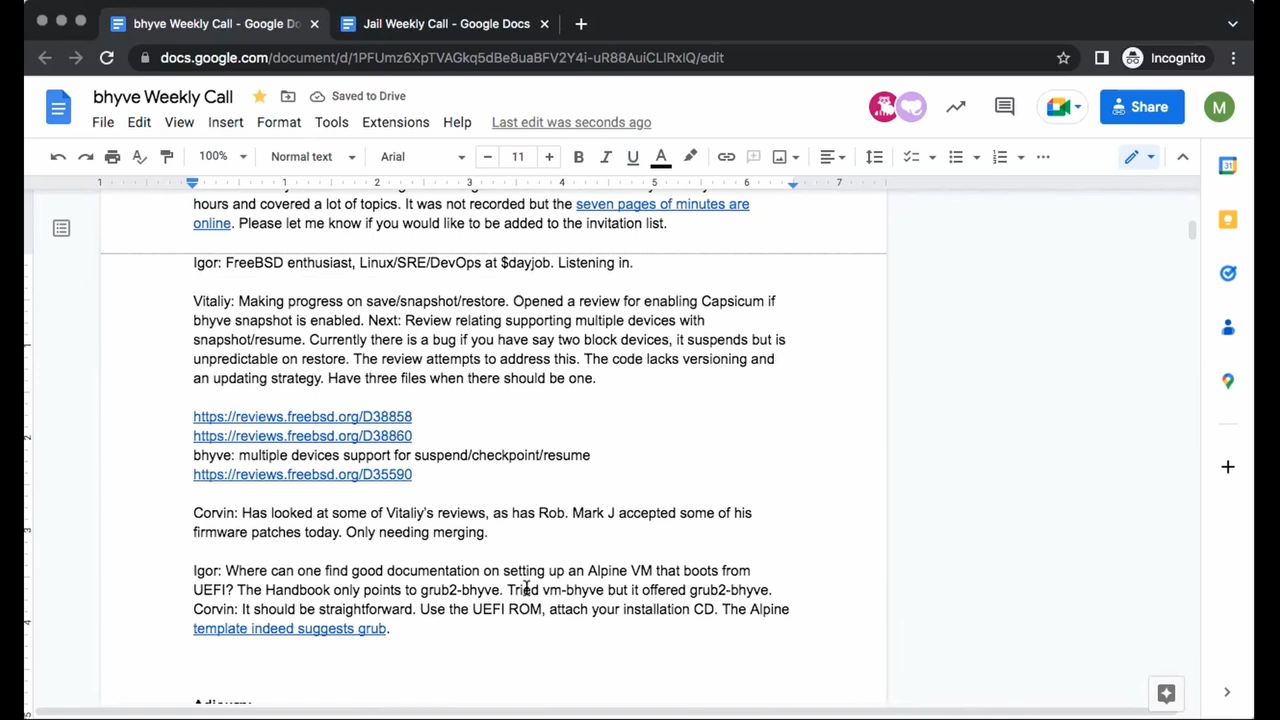 bhyve Weekly Call - Google Do
Jail Weekly Call - Google Docs
docs.google.com/document/d/1PFUmz6XpTVAGkq5dBe8uaBFV2Y4i-uR88AuiCLlRxlQ/edit
Incognito
bhyve Weekly Call
Saved to Drive
Share
M
File Edit View Insert Format Tools Extensions Help Last edit was seconds ago
100% Normal text Arial 11 B I U A
1 1 2 3 4 5 6 7
hours and covered a lot of topics. It was not recorded but the seven pages of minutes are
online. Please let me know if you would like to be added to the invitation list.
Igor: FreeBSD enthusiast, Linux/SRE/DevOps at $dayjob. Listening in.
Vitaliy: Making progress on save/snapshot/restore. Opened a review for enabling Capsicum if
bhyve snapshot is enabled. Next: Review relating supporting multiple devices with
snapshot/resume. Currently there is a bug if you have say two block devices, it suspends but is
unpredictable on restore. The review attempts to address this. The code lacks versioning and
an updating strategy. Have three files when there should be one.
https://reviews.freebsd.org/D38858
https://reviews.freebsd.org/D38860
bhyve: multiple devices support for suspend/checkpoint/resume
https://reviews.freebsd.org/D35590
Corvin: Has looked at some of Vitaliy's reviews, as has Rob. Mark J accepted some of his
firmware patches today. Only needing merging.
Igor: Where can one find good documentation on setting up an Alpine VM that boots from
UEFI? The Handbook only points to grub2-bhyve. Tried vm-bhyve but it offered grub2-bhyve.
Corvin: It should be straightforward. Use the UEFI ROM, attach your installation CD. The Alpine
template indeed suggests grub.